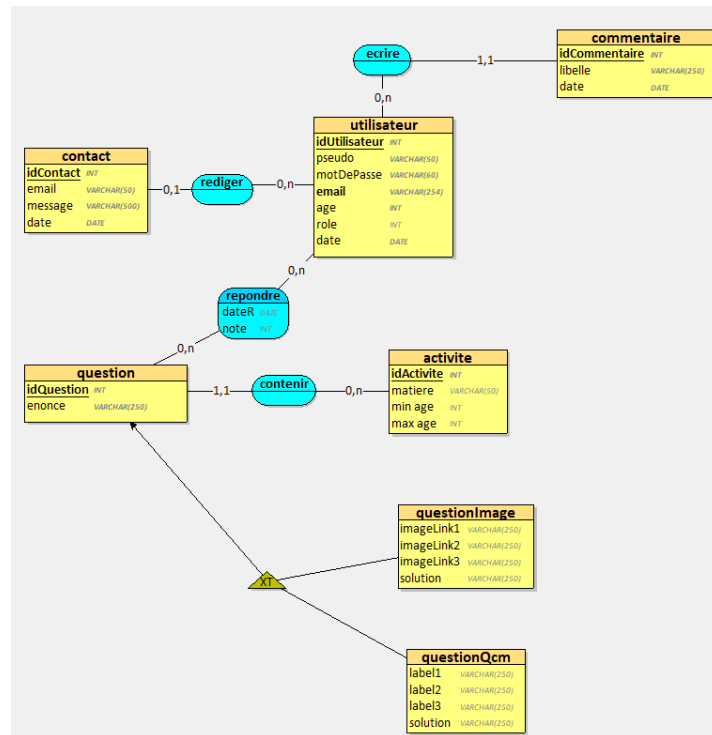 commentaire
idCommentaire INT
libelle VARCHAR(250)
date DATE
ecrire
1,1
0,n
utilisateur
idUtilisateur INT
pseudo VARCHAR(50)
motDePasse VARCHAR(60)
email VARCHAR(254)
age INT
role INT
date DATE
contact
idContact INT
email VARCHAR(50)
message VARCHAR(500)
date DATE
0,1
rediger
0,n
0,n
repondre
dateR DATE
note INT
0,n
question
idQuestion INT
enonce VARCHAR(250)
1,1
contenir
0,n
activite
idActivite INT
matiere VARCHAR(50)
min age INT
max age INT
questionImage
imageLink1 VARCHAR(250)
imageLink2 VARCHAR(250)
imageLink3 VARCHAR(250)
solution VARCHAR(250)
XT
questionQcm
label1 VARCHAR(250)
label2 VARCHAR(250)
label3 VARCHAR(250)
solution VARCHAR(250)